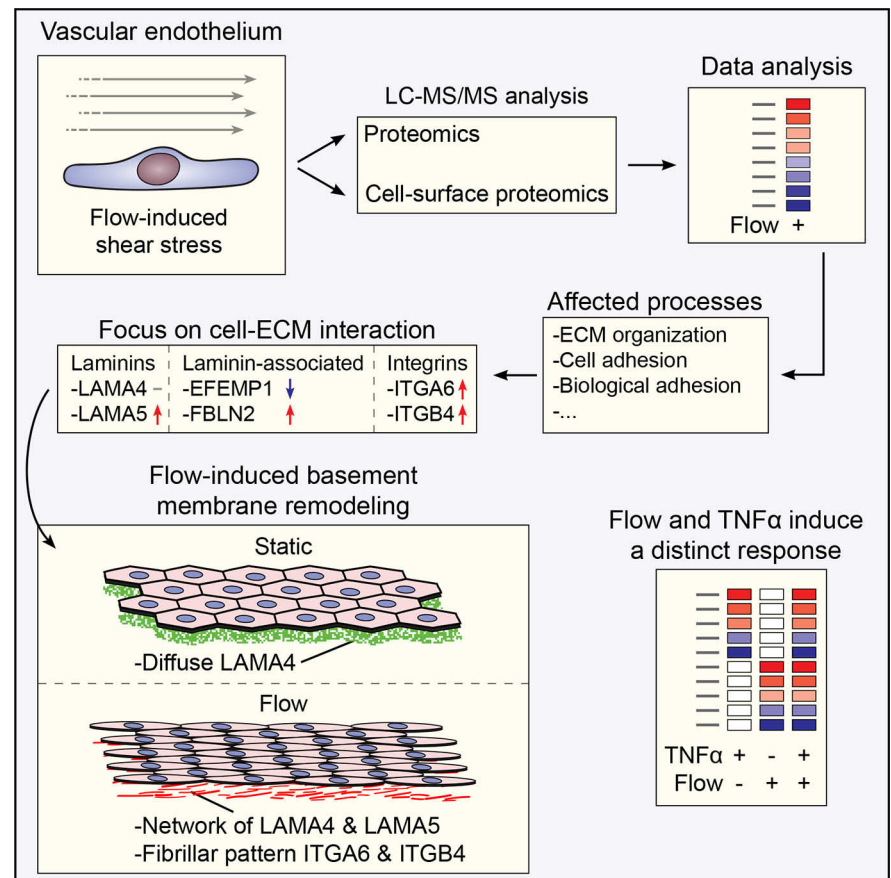 Vascular endothelium
Flow-induced
shear stress
LC-MS/MS analysis
Proteomics
Cell-surface proteomics
Data analysis
Flow +
Affected processes
-ECM organization
-Cell adhesion
-Biological adhesion
-...
Focus on cell-ECM interaction
Laminins Laminin-associated Integrins
-LAMA4 – -EFEMP1 ↓ -ITGA6 ↑
-LAMA5 ↑ -FBLN2 ↑ -ITGB4 ↑
Flow-induced basement
membrane remodeling
Static
-Diffuse LAMA4
Flow
-Network of LAMA4 & LAMA5
-Fibrillar pattern ITGA6 & ITGB4
Flow and TNFα induce
a distinct response
TNFα + - +
Flow - + +